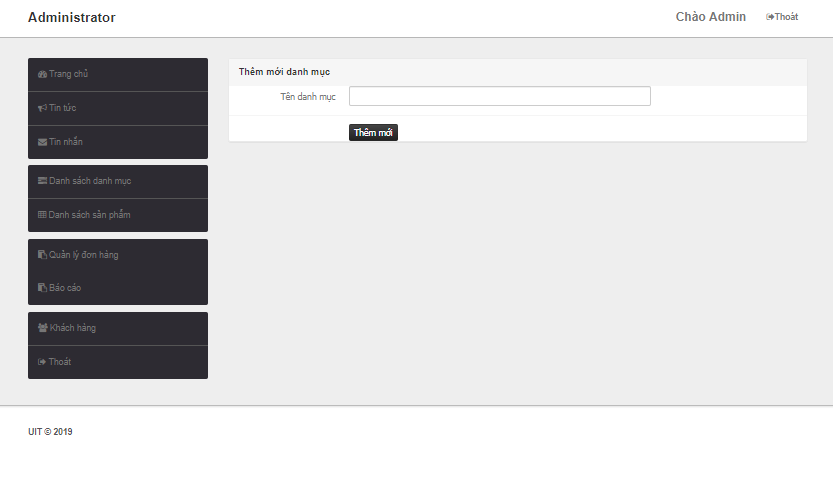 Administrator
Chào Admin
Thoát
Trang chủ
Tin tức
Tin nhắn
Danh sách danh mục
Danh sách sản phẩm
Quản lý đơn hàng
Báo cáo
Khách hàng
Thoát
Thêm mới danh mục
Tên danh mục
Thêm mới
UIT © 2019